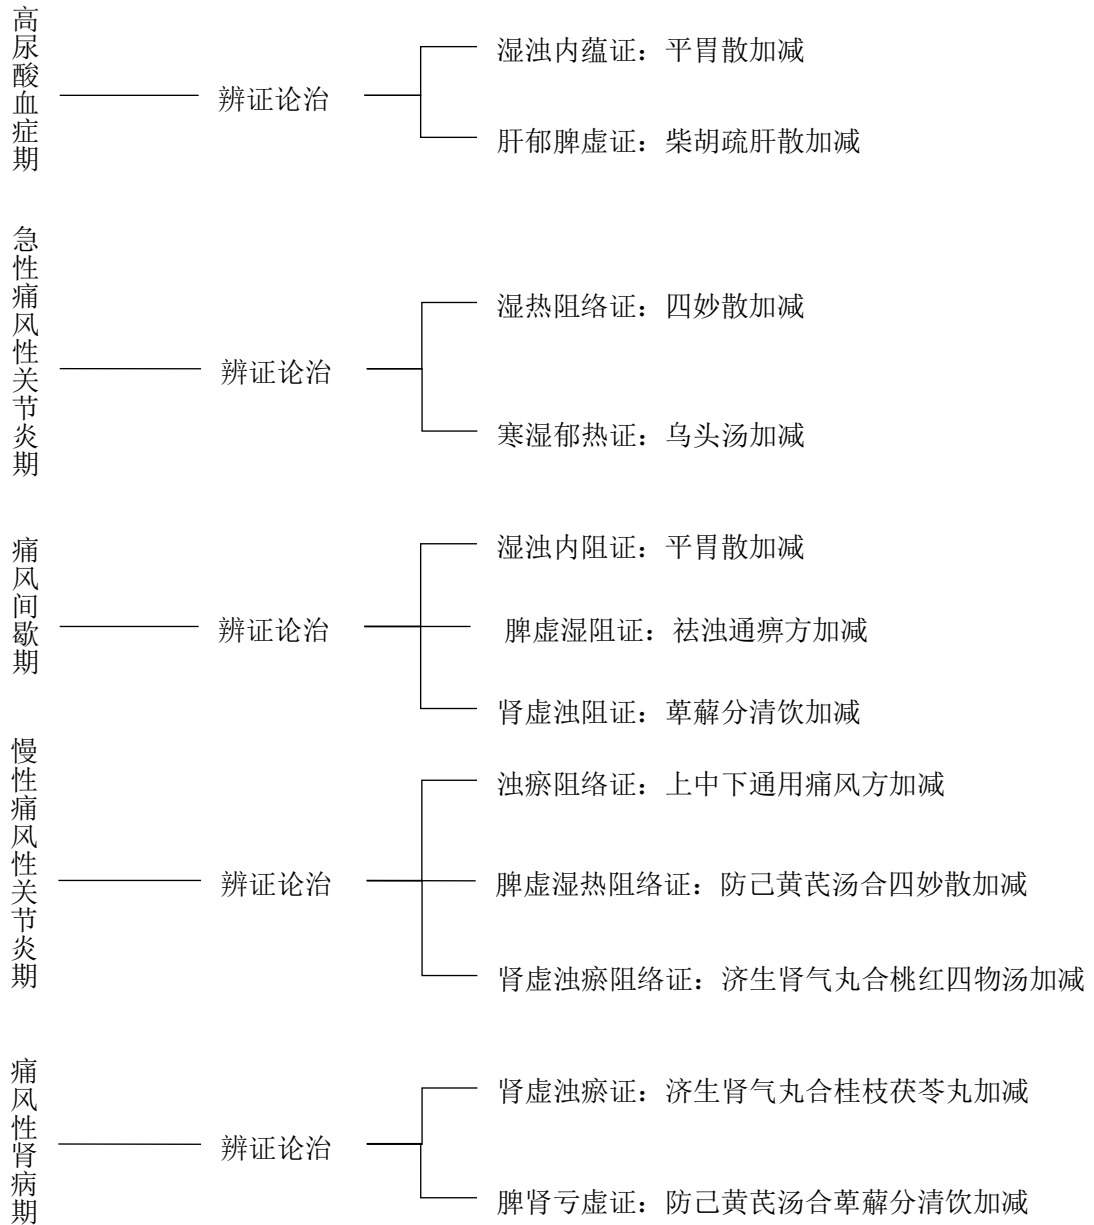 高尿酸血症期
辨证论治
湿浊内蕴证：平胃散加减
肝郁脾虚证：柴胡疏肝散加减
急性痛风性关节炎期
辨证论治
湿热阻络证：四妙散加减
寒湿郁热证：乌头汤加减
痛风间歇期
辨证论治
湿浊内阻证：平胃散加减
脾虚湿阻证：祛浊通痹方加减
肾虚浊阻证：萆薢分清饮加减
慢性痛风性关节炎期
辨证论治
浊瘀阻络证：上中下通用痛风方加减
脾虚湿热阻络证：防己黄芪汤合四妙散加减
肾虚浊瘀阻络证：济生肾气丸合桃红四物汤加减
痛风性肾病期
辨证论治
肾虚浊瘀证：济生肾气丸合桂枝茯苓丸加减
脾肾亏虚证：防己黄芪汤合萆薢分清饮加减